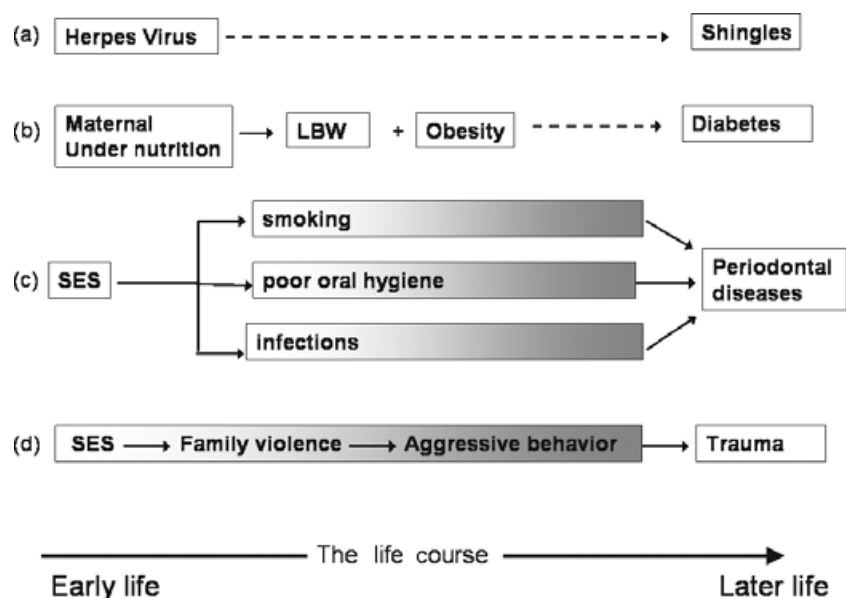 (a) Herpes Virus Shingles
(b) Maternal Under nutrition LBW + Obesity Diabetes
smoking
(c) SES poor oral hygiene Periodontal diseases
infections
(d) SES Family violence Aggressive behavior Trauma
The life course
Early life Later life